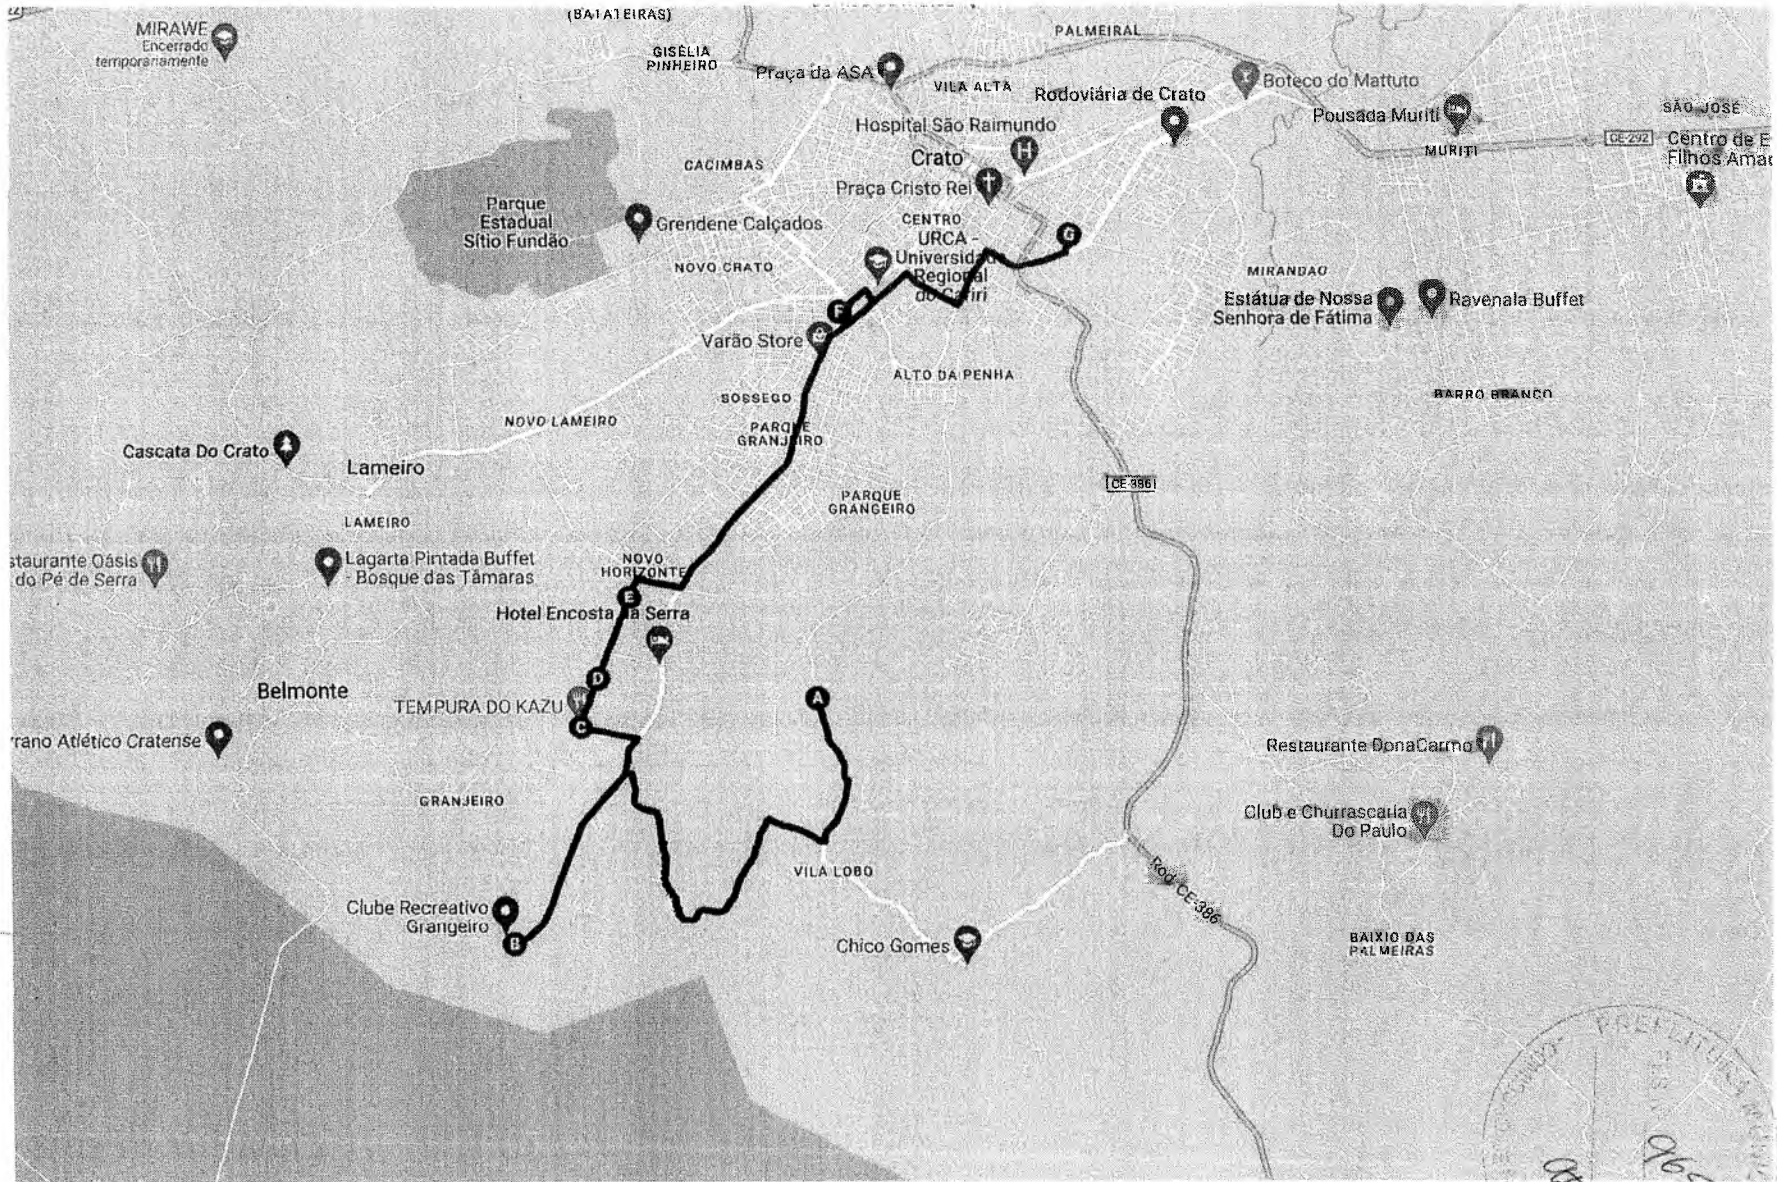 (BATATEIRAS)
MIRAWE
Encerrado
temporariamente
GISÉLIA
PINHEIRO
PALMEIRAL
Praça da ASA
VILA ALTA
Boteco do Mattuto
Rodoviária de Crato
Pousada Muriti
SÃO JOSÉ
Hospital São Raimundo
CE-292
Centro de E
Filhos Amad
MURITI
Crato
CACIMBAS
Praça Cristo Rei
Parque
Estadual
Sítio Fundão
Grendene Calçados
CENTRO
URCA -
Universidade
Regional
do Cariri
G
NOVO CRATO
MIRANDÃO
Estátua de Nossa
Senhora de Fátima
Ravenala Buffet
F
Varão Store
ALTO DA PENHA
SOSSEGO
BARRO BRANCO
NOVO LAMEIRO
PARQUE
GRANJEIRO
Cascata Do Crato
Lameiro
CE-386
PARQUE
GRANGEIRO
LAMEIRO
staurante Oásis
do Pé de Serra
Lagarta Pintada Buffet
- Bosque das Tâmaras
NOVO
HORIZONTE
E
Hotel Encosta da Serra
D
Belmonte
A
TEMPURA DO KAZU
C
rrano Atlético Cratense
Restaurante DonaCarmo
GRANJEIRO
Club e Churrascaria
Do Paulo
VILA LOBO
Rod. CE-386
Clube Recreativo
Grangeiro
B
Chico Gomes
BAIXIO DAS
PALMEIRAS
PREFEITURA